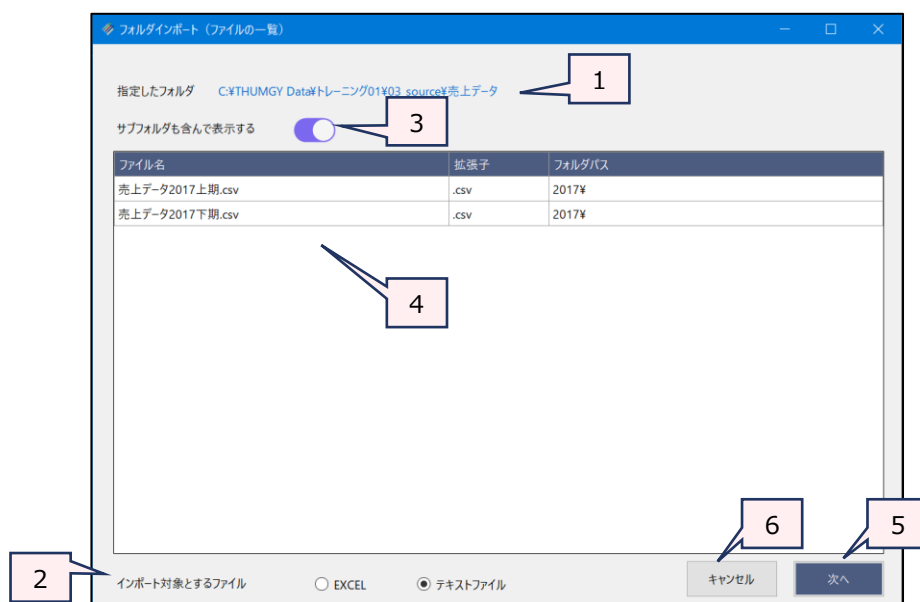 フォルダインポート（ファイルの一覧）
指定したフォルダ C:¥THUMGY Data¥トレーニング01¥03_source¥売上データ
1
サブフォルダも含んで表示する
3
ファイル名 拡張子 フォルダパス
売上データ2017上期.csv .csv 2017¥
売上データ2017下期.csv .csv 2017¥
4
6
5
2
インポート対象とするファイル EXCEL テキストファイル キャンセル 次へ